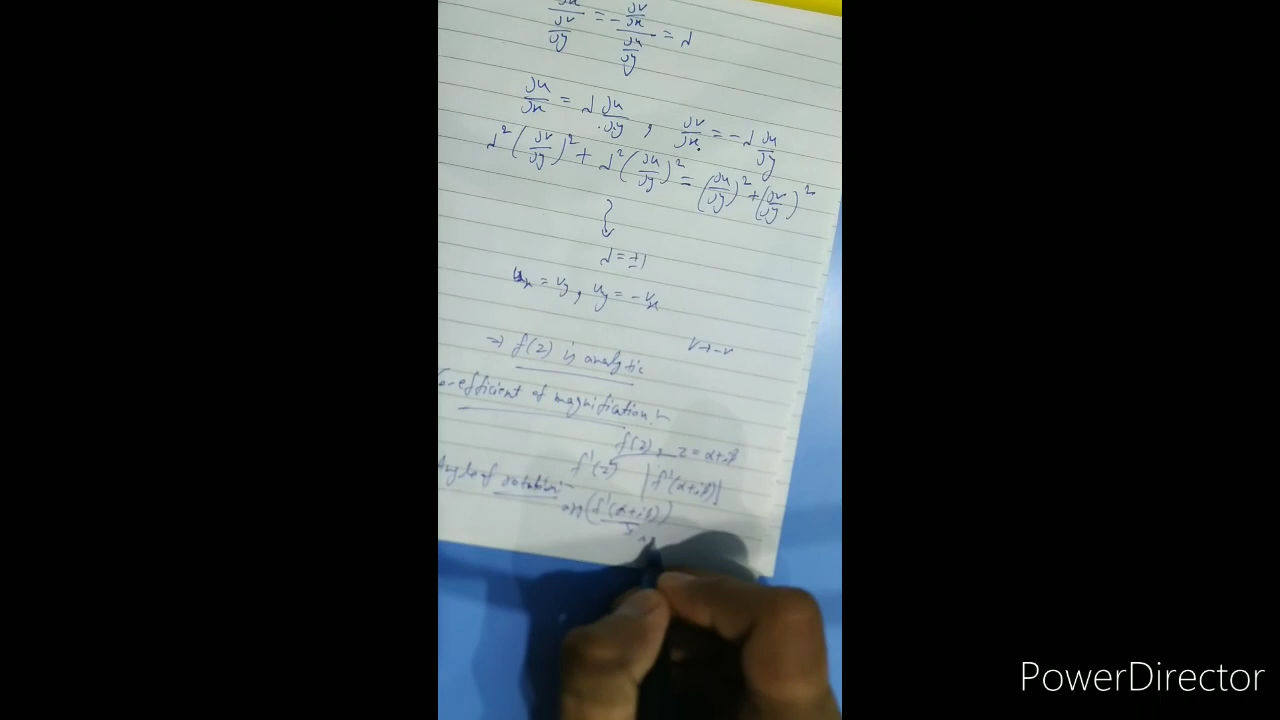 ∂u/∂x / ∂v/∂y = - ∂v/∂x / ∂u/∂y = λ
∂u/∂x = λ ∂u/∂y , ∂v/∂x = -λ ∂u/∂y
λ² (∂v/∂y)² + λ² (∂u/∂y)² = (∂u/∂y)² + (∂v/∂y)²
λ = ±1
u_x = v_y , u_y = - v_x
v → -v
⇒ f(z) is analytic
Co-efficient of magnification :-
f(z), z = α+iβ
f'(z) |f'(α+iβ)|
Angle of rotation :-
arg(f'(α+iβ))
PowerDirector